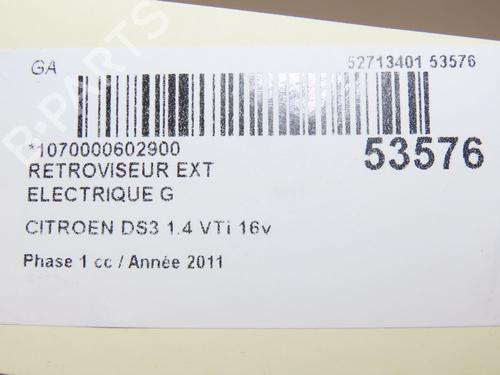 GA
52713401 53576
*1070000602900
53576
RETROVISEUR EXT
ELECTRIQUE G
CITROEN DS3 1.4 VTi 16v
Phase 1 cc / Année 2011
B-PARTS